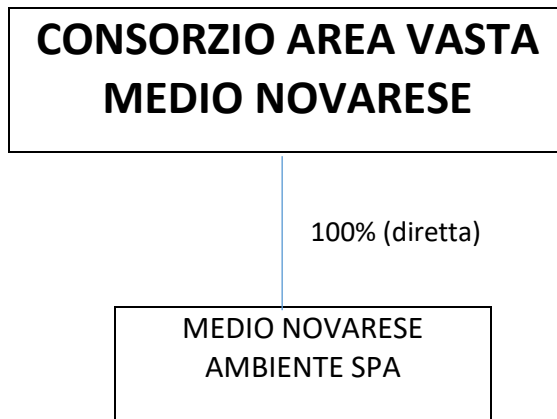 CONSORZIO AREA VASTA
MEDIO NOVARESE
100% (diretta)
MEDIO NOVARESE
AMBIENTE SPA